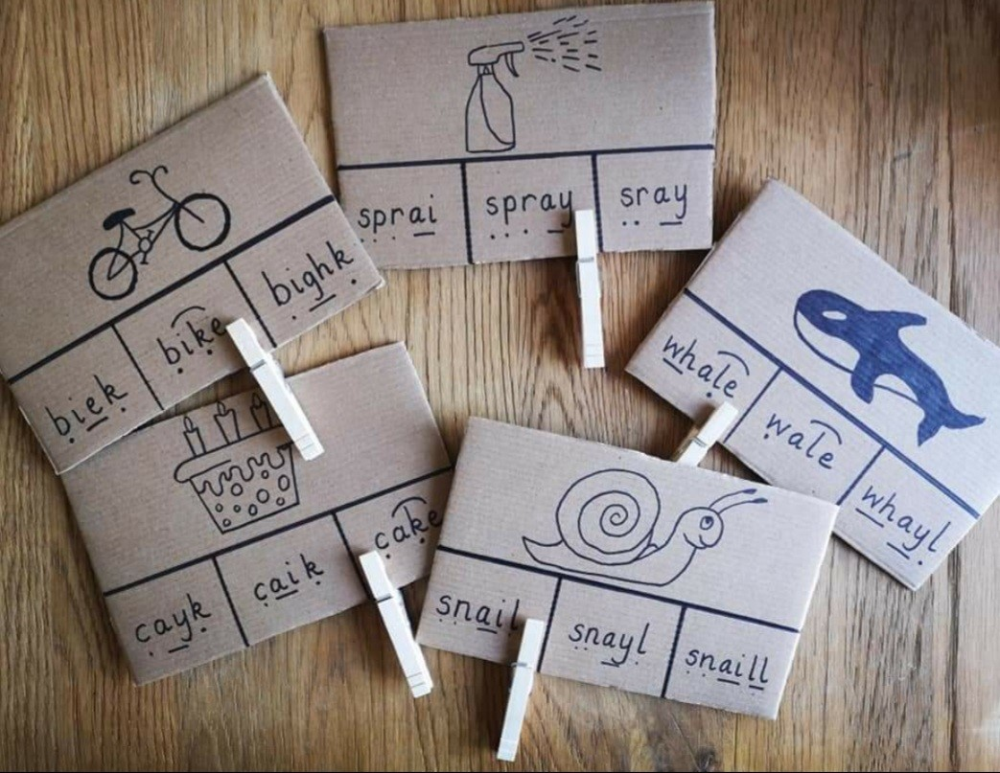 sprai spray sray
biek bike bighk
whale wale whayl
cayk caik cake
snail snayl snaill